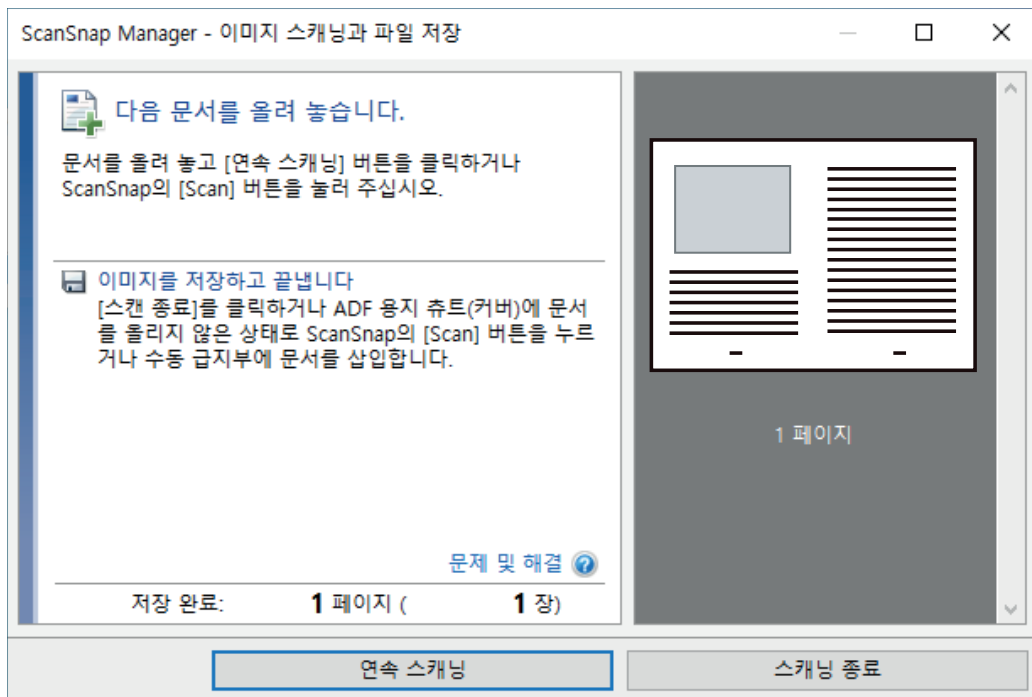 ScanSnap Manager - 이미지 스캐닝과 파일 저장
다음 문서를 올려 놓습니다.
문서를 올려 놓고 [연속 스캐닝] 버튼을 클릭하거나
ScanSnap의 [Scan] 버튼을 눌러 주십시오.
이미지를 저장하고 끝냅니다
[스캔 종료]를 클릭하거나 ADF 용지 츄트(커버)에 문서
를 올리지 않은 상태로 ScanSnap의 [Scan] 버튼을 누르
거나 수동 급지부에 문서를 삽입합니다.
문제 및 해결
저장 완료: 1 페이지 ( 1 장)
1 페이지
연속 스캐닝
스캐닝 종료